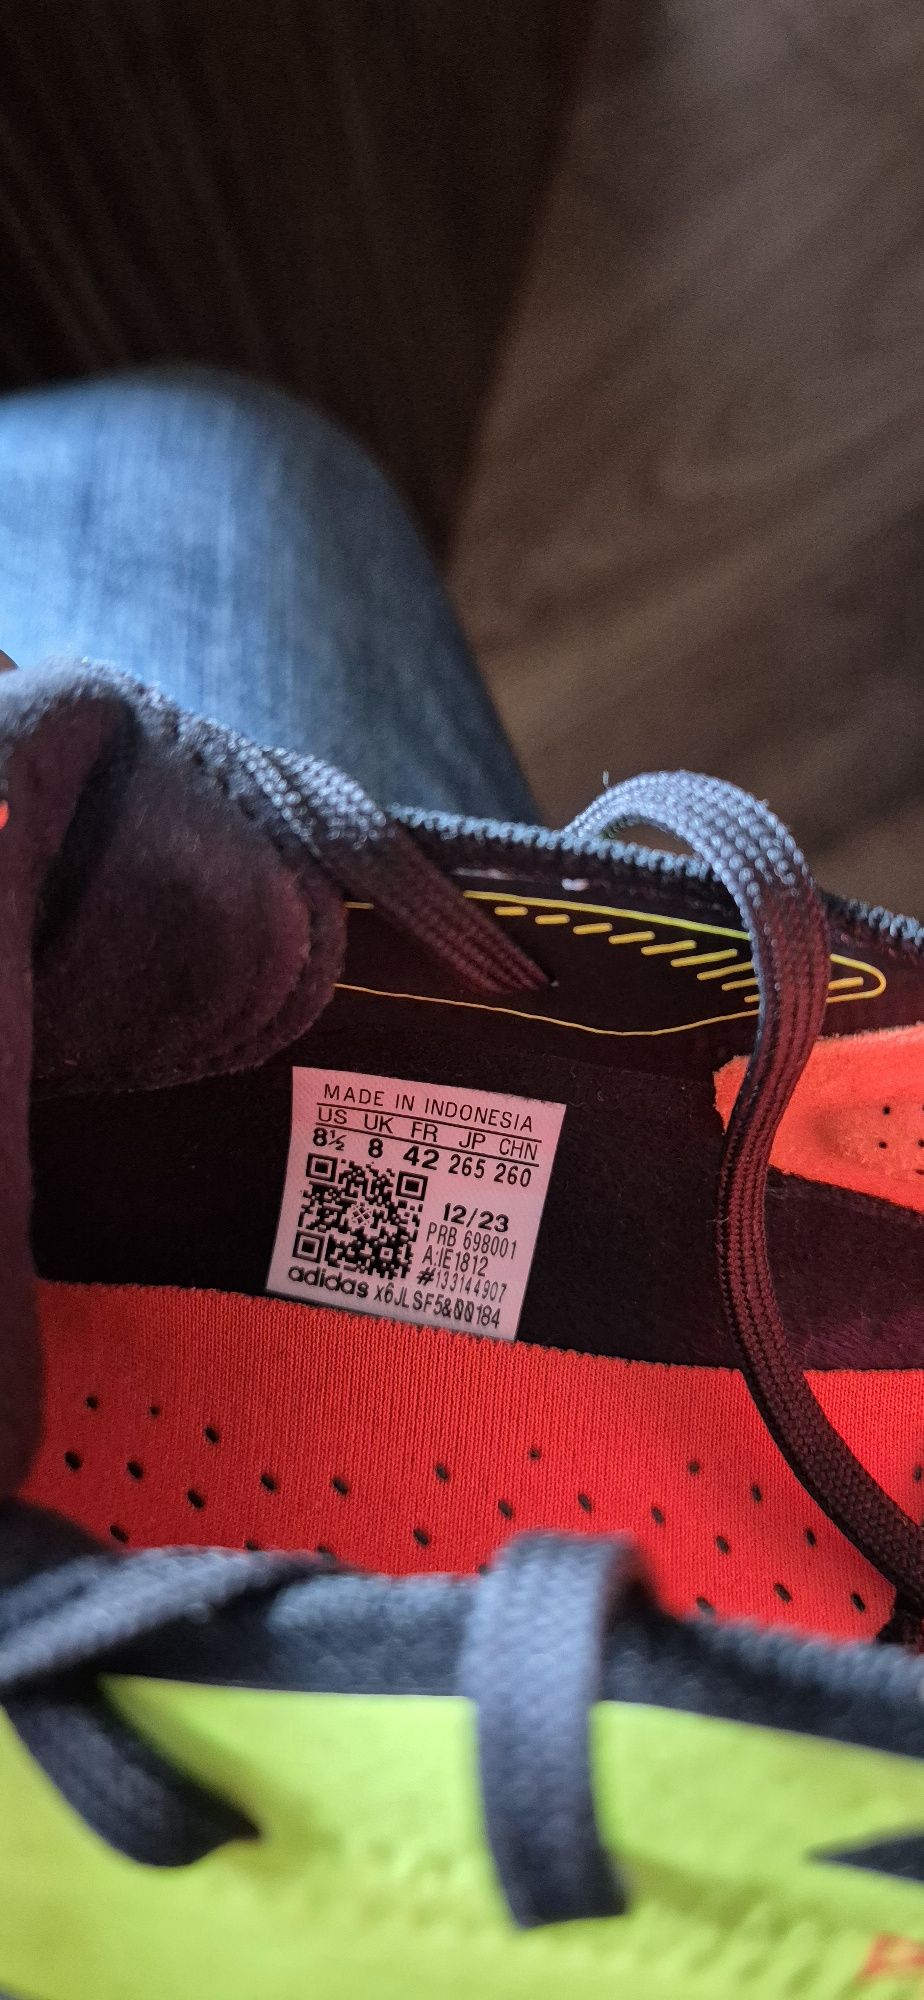 MADE IN INDONESIA
US UK FR JP CHN
8½ 8 42 265 260
12/23
PRB 698001
A:IE1812
#133144907
adidas x6JLSF5&00184